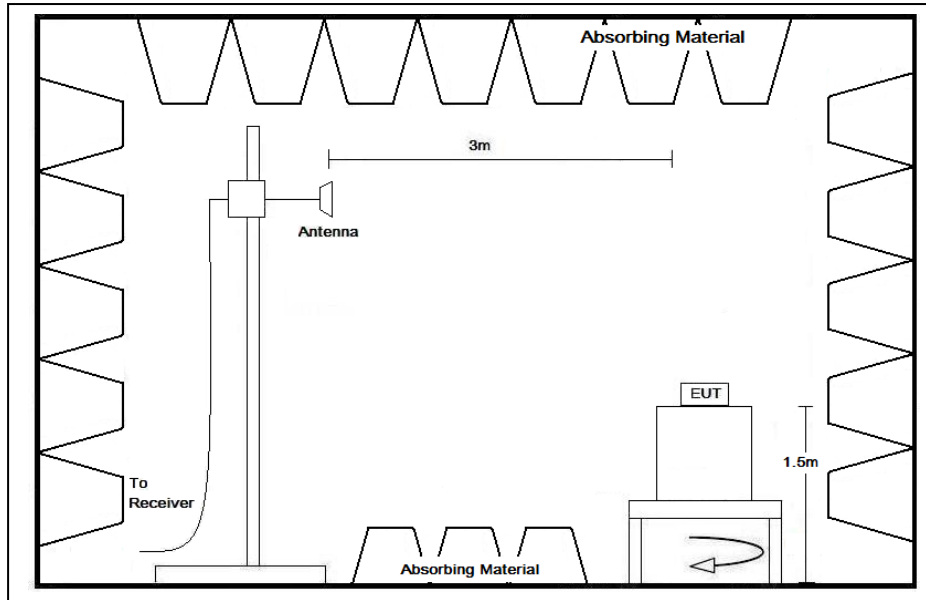 Absorbing Material
3m
Antenna
EUT
1.5m
To
Receiver
Absorbing Material